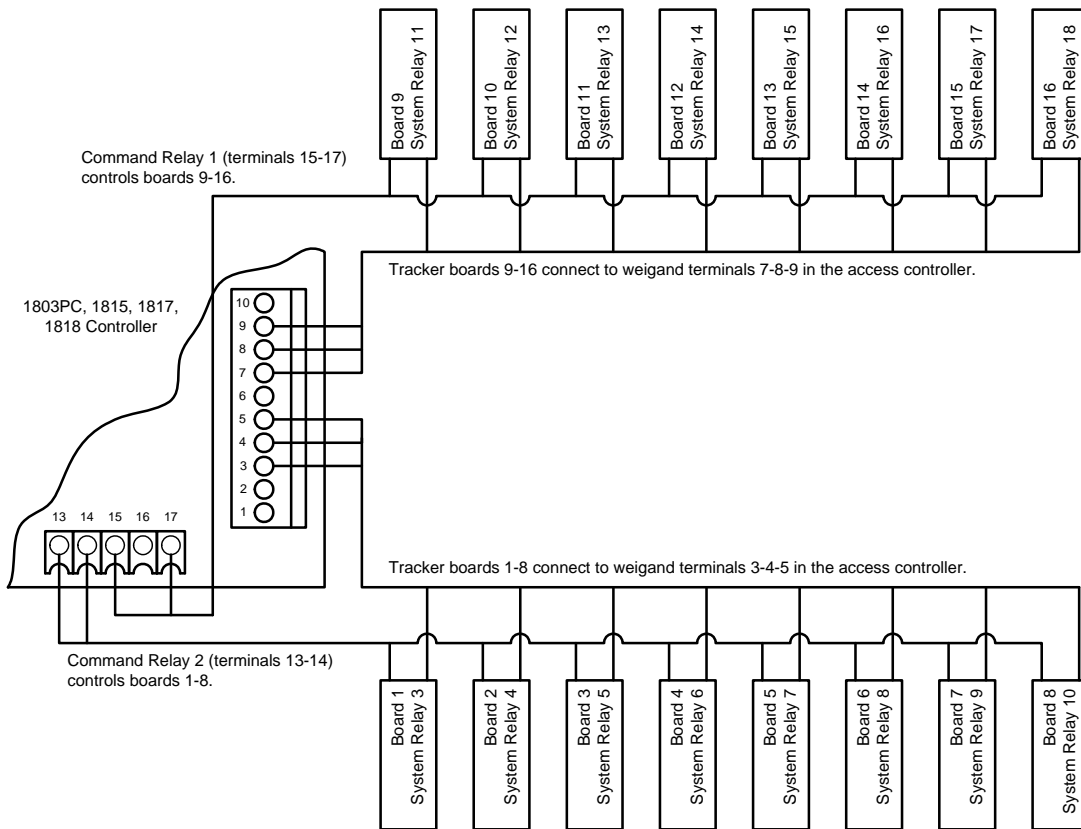 Board 9
System Relay 11
Board 10
System Relay 12
Board 11
System Relay 13
Board 12
System Relay 14
Board 13
System Relay 15
Board 14
System Relay 16
Board 15
System Relay 17
Board 16
System Relay 18
Command Relay 1 (terminals 15-17)
controls boards 9-16.
Tracker boards 9-16 connect to weigand terminals 7-8-9 in the access controller.
1803PC, 1815, 1817,
1818 Controller
10
9
8
7
6
5
4
3
2
1
13 14 15 16 17
Tracker boards 1-8 connect to weigand terminals 3-4-5 in the access controller.
Command Relay 2 (terminals 13-14)
controls boards 1-8.
Board 1
System Relay 3
Board 2
System Relay 4
Board 3
System Relay 5
Board 4
System Relay 6
Board 5
System Relay 7
Board 6
System Relay 8
Board 7
System Relay 9
Board 8
System Relay 10